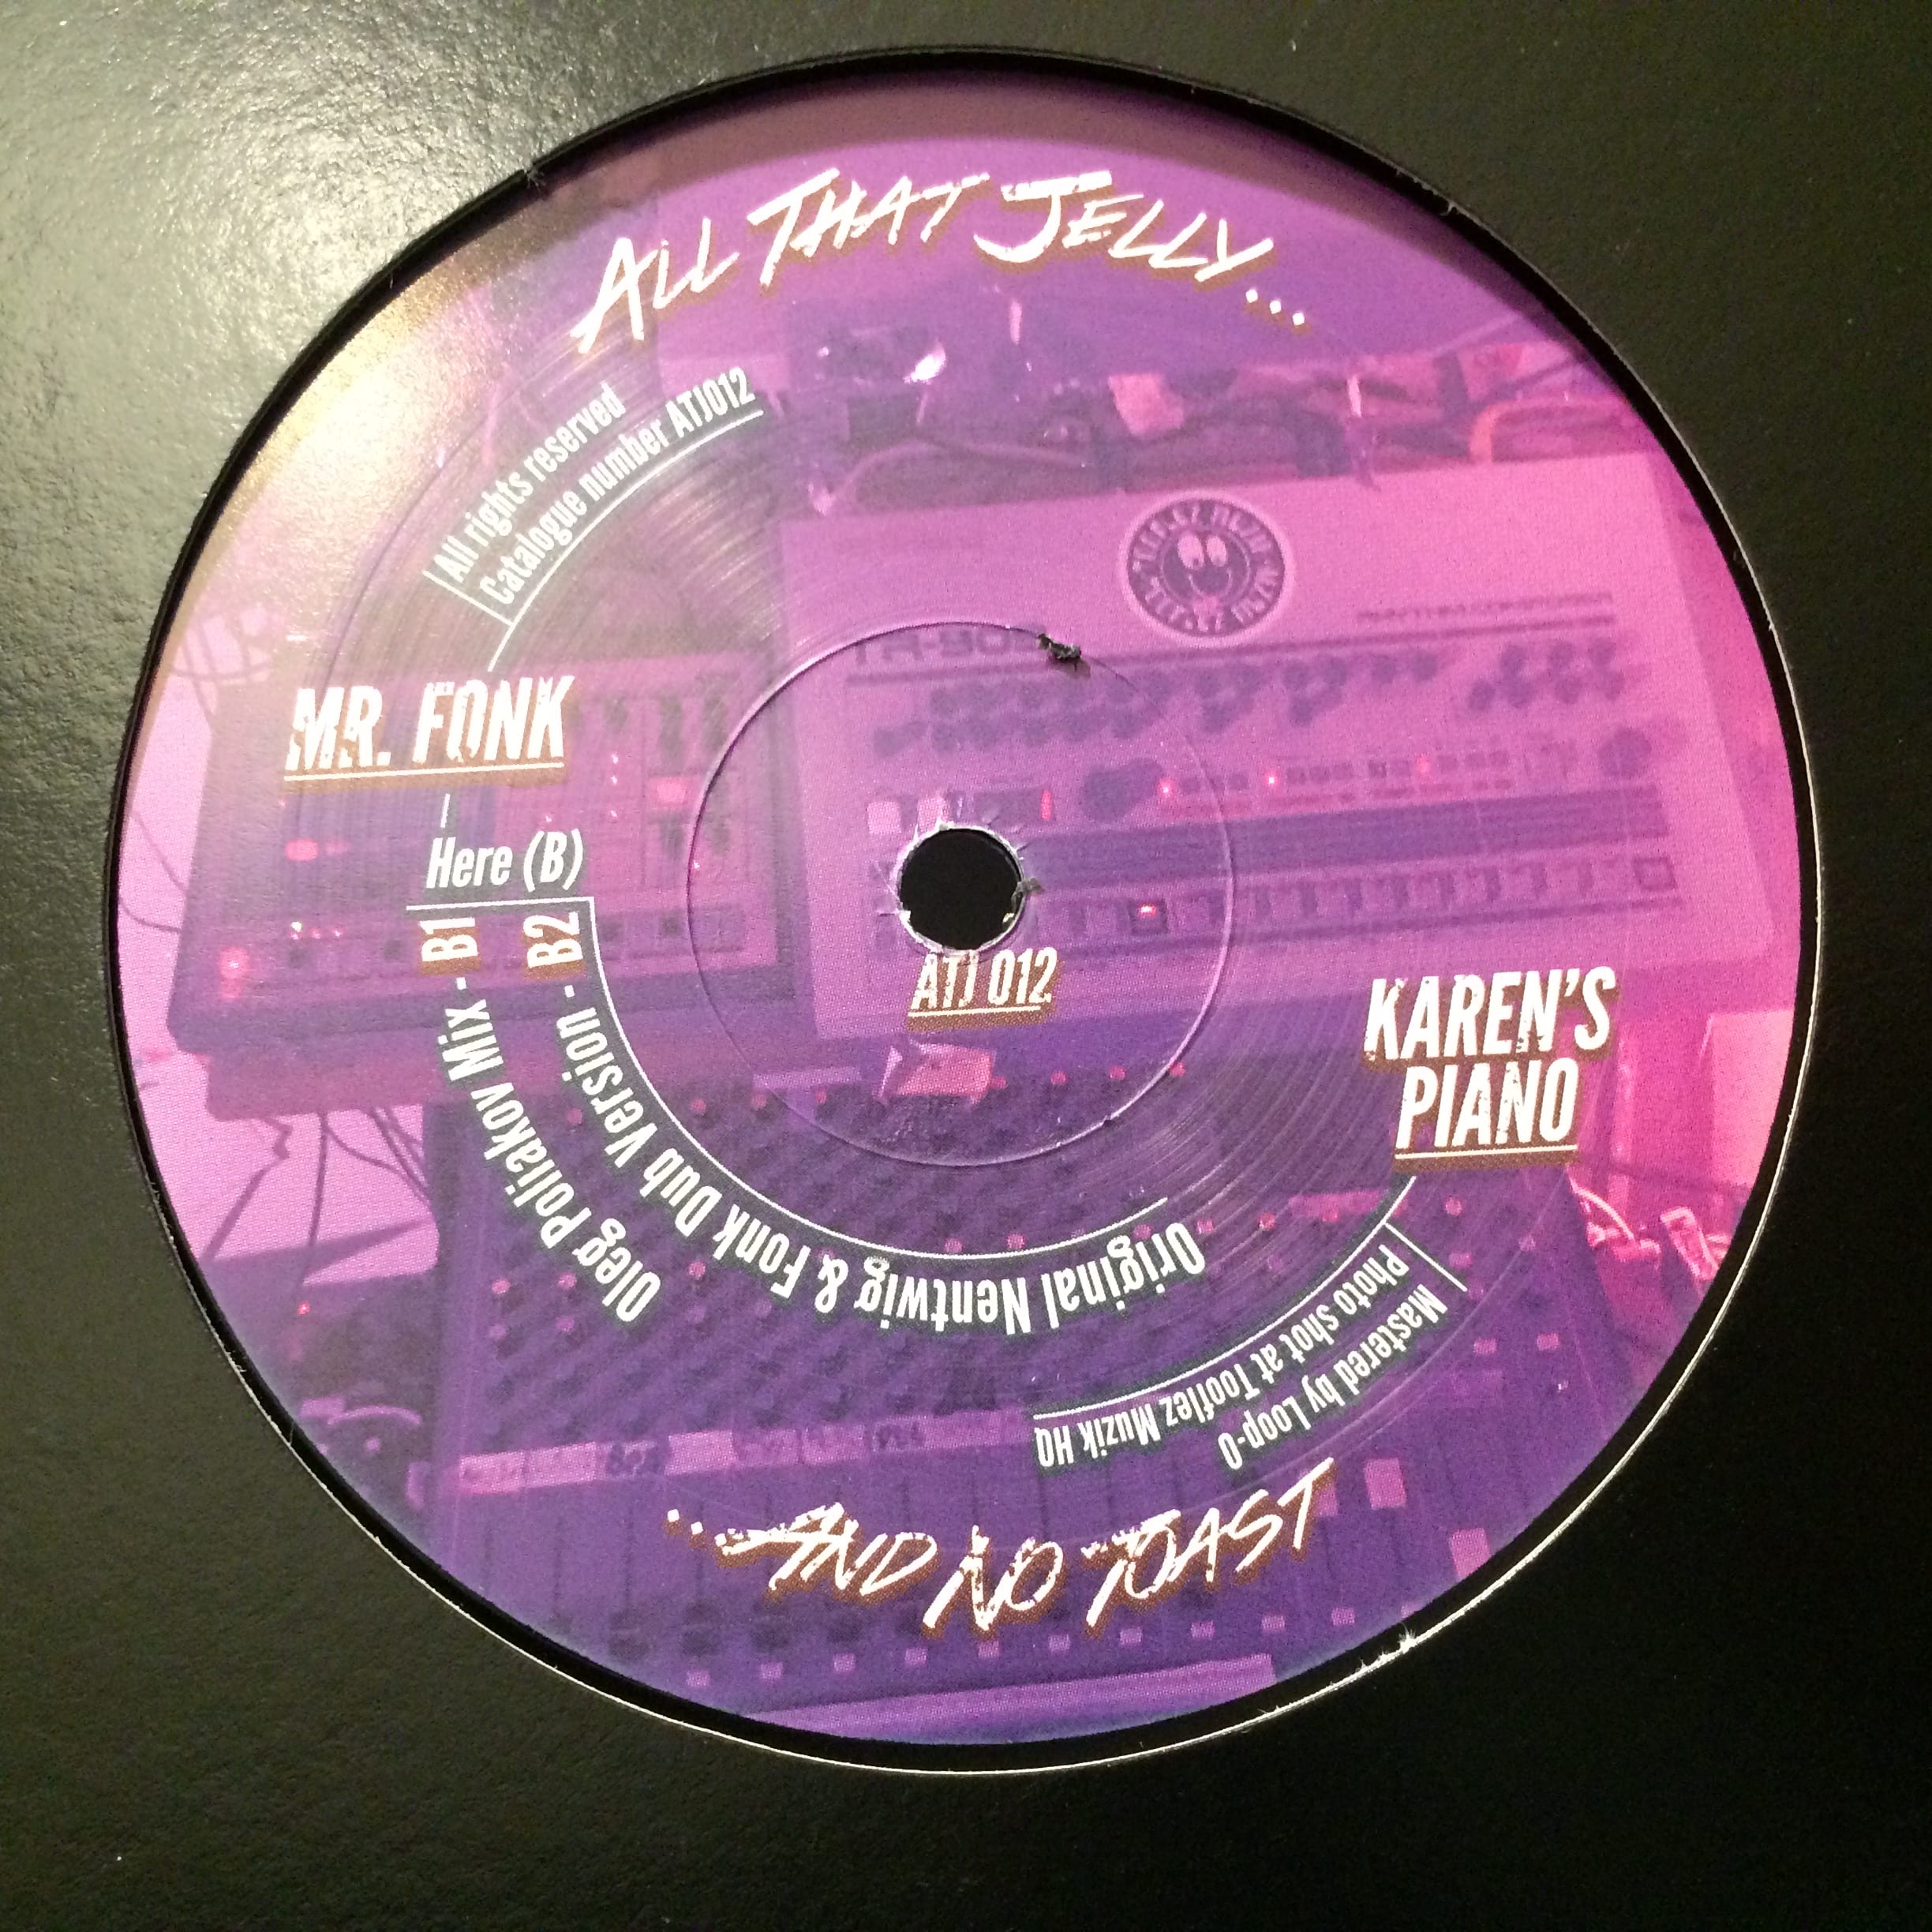 ALL THAT JELLY...
All rights reserved
Catalogue number ATJ012
MR. FONK
Here (B)
Oleg Poliakov Mix - B1
Original Nentwig & Fonk Dub Version - B2
ATJ 012
KAREN'S
PIANO
Mastered by Loop-O
Photo shot at Tooflez Muzik HQ
...AND NO TOAST